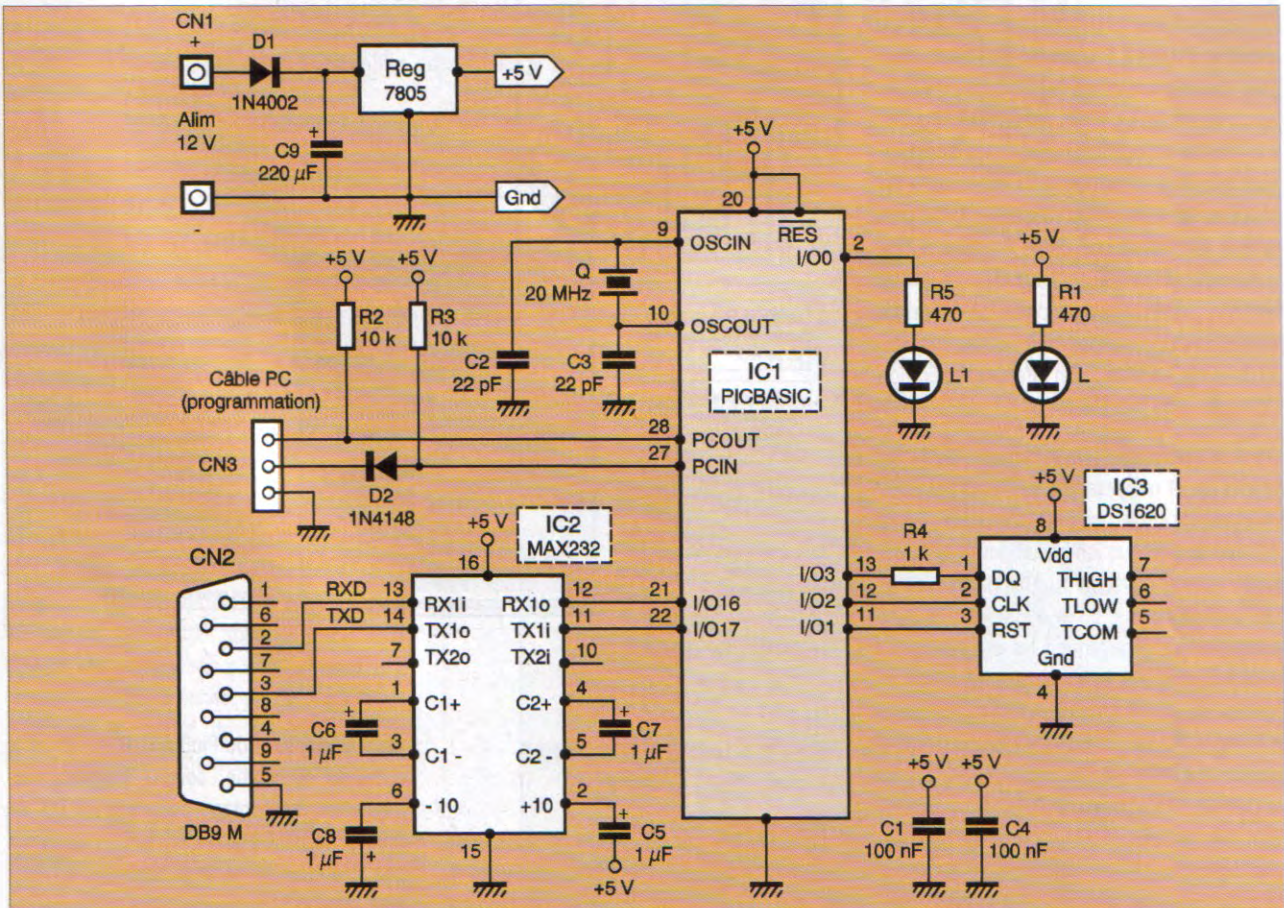 CN1
+
D1
1N4002
Alim
12 V
-
C9
220 µF
+
Reg
7805
+5 V
Gnd
+5 V
+5 V
R2
10 k
R3
10 k
Câble PC
(programmation)
CN3
D2
1N4148
C2
22 pF
Q
20 MHz
C3
22 pF
9
OSCIN
10
OSCOUT
28
PCOUT
27
PCIN
21
I/O16
22
I/O17
+5 V
20
RES
2
I/O0
IC1
PICBASIC
I/O3
13
I/O2
12
I/O1
11
R5
470
L1
+5 V
R1
470
L
R4
1 k
+5 V
IC3
DS1620
8
Vdd
1
DQ
2
CLK
3
RST
THIGH
7
TLOW
6
TCOM
5
Gnd
4
CN2
1
6
2
7
3
8
4
9
5
DB9 M
RXD
TXD
+5 V
IC2
MAX232
16
13
RX1i
14
TX1o
7
TX2o
1
C1+
3
C1 -
6
- 10
RX1o
12
TX1i
11
TX2i
10
C2+
4
C2 -
5
+10
2
15
+
C6
1 µF
+
C7
1 µF
C8
1 µF
+
+
C5
1 µF
+5 V
+5 V
+5 V
C1
100 nF
C4
100 nF